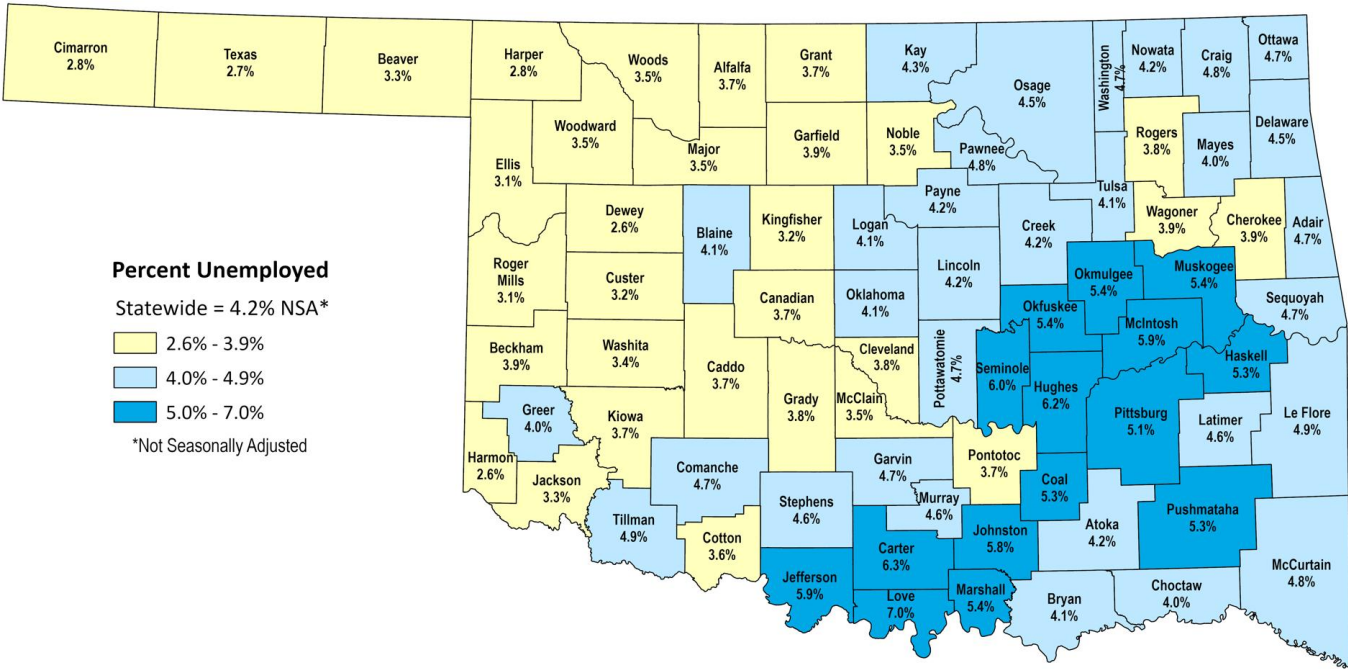 Cimarron
2.8%
Texas
2.7%
Beaver
3.3%
Harper
2.8%
Woods
3.5%
Alfalfa
3.7%
Grant
3.7%
Kay
4.3%
Osage
4.5%
Washington
4.7%
Nowata
4.2%
Craig
4.8%
Ottawa
4.7%
Ellis
3.1%
Woodward
3.5%
Major
3.5%
Garfield
3.9%
Noble
3.5%
Pawnee
4.8%
Rogers
3.8%
Mayes
4.0%
Delaware
4.5%
Dewey
2.6%
Blaine
4.1%
Kingfisher
3.2%
Logan
4.1%
Payne
4.2%
Creek
4.2%
Tulsa
4.1%
Wagoner
3.9%
Cherokee
3.9%
Adair
4.7%
Percent Unemployed
Statewide = 4.2% NSA*
2.6% - 3.9%
4.0% - 4.9%
5.0% - 7.0%
*Not Seasonally Adjusted
Roger
Mills
3.1%
Custer
3.2%
Canadian
3.7%
Oklahoma
4.1%
Lincoln
4.2%
Okmulgee
5.4%
Muskogee
5.4%
Sequoyah
4.7%
Okfuskee
5.4%
McIntosh
5.9%
Beckham
3.9%
Washita
3.4%
Caddo
3.7%
Grady
3.8%
Cleveland
3.8%
McClain
3.5%
Pottawatomie
4.7%
Seminole
6.0%
Hughes
6.2%
Haskell
5.3%
Pittsburg
5.1%
Latimer
4.6%
Le Flore
4.9%
Greer
4.0%
Kiowa
3.7%
Harmon
2.6%
Jackson
3.3%
Comanche
4.7%
Garvin
4.7%
Pontotoc
3.7%
Coal
5.3%
Tillman
4.9%
Cotton
3.6%
Stephens
4.6%
Murray
4.6%
Johnston
5.8%
Atoka
4.2%
Pushmataha
5.3%
Carter
6.3%
Jefferson
5.9%
Love
7.0%
Marshall
5.4%
Bryan
4.1%
Choctaw
4.0%
McCurtain
4.8%